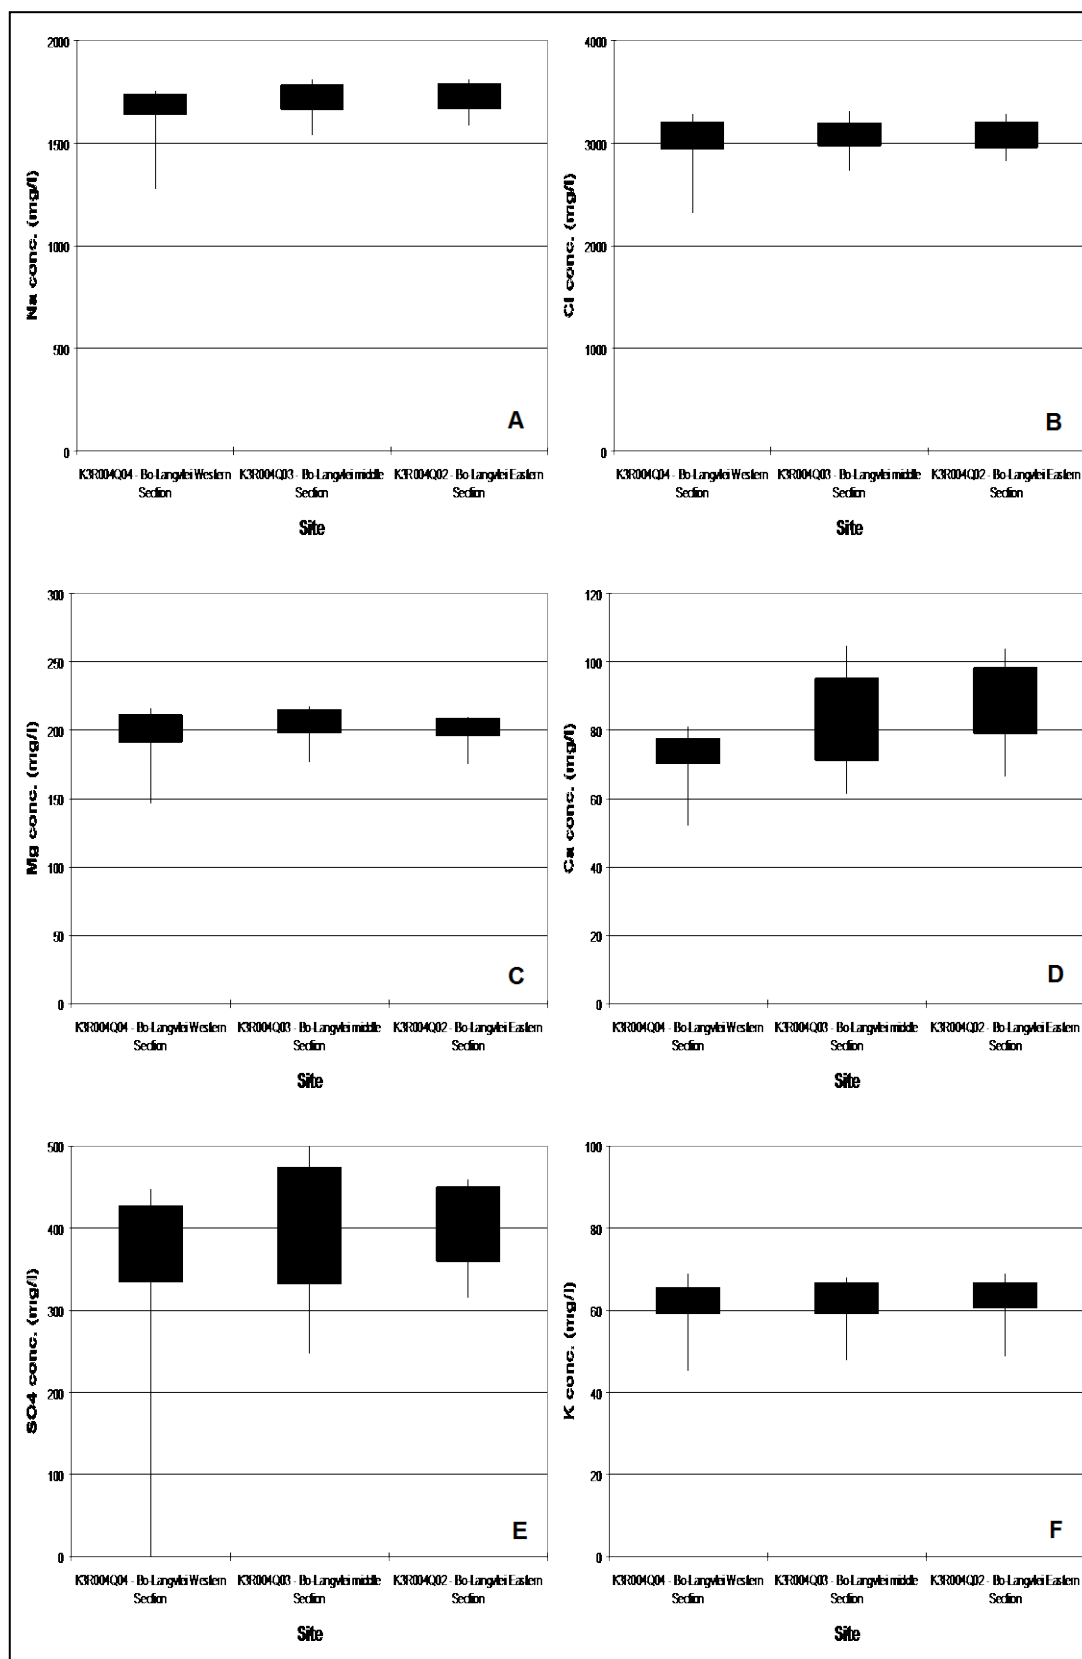 2000
1500
1000
500
0
Na conc. (mg/l)
A
K3R004Q04 - Bo-Langvlei Western Section
K3R004Q03 - Bo-Langvlei middle Section
K3R004Q02 - Bo-Langvlei Eastern Section
Site
4000
3000
2000
1000
0
Cl conc. (mg/l)
B
K3R004Q04 - Bo-Langvlei Western Section
K3R004Q03 - Bo-Langvlei middle Section
K3R004Q02 - Bo-Langvlei Eastern Section
Site
300
250
200
150
100
50
0
Mg conc. (mg/l)
C
K3R004Q04 - Bo-Langvlei Western Section
K3R004Q03 - Bo-Langvlei middle Section
K3R004Q02 - Bo-Langvlei Eastern Section
Site
120
100
80
60
40
20
0
Ca conc. (mg/l)
D
K3R004Q04 - Bo-Langvlei Western Section
K3R004Q03 - Bo-Langvlei middle Section
K3R004Q02 - Bo-Langvlei Eastern Section
Site
500
400
300
200
100
0
SO4 conc. (mg/l)
E
K3R004Q04 - Bo-Langvlei Western Section
K3R004Q03 - Bo-Langvlei middle Section
K3R004Q02 - Bo-Langvlei Eastern Section
Site
100
80
60
40
20
0
K conc. (mg/l)
F
K3R004Q04 - Bo-Langvlei Western Section
K3R004Q03 - Bo-Langvlei middle Section
K3R004Q02 - Bo-Langvlei Eastern Section
Site